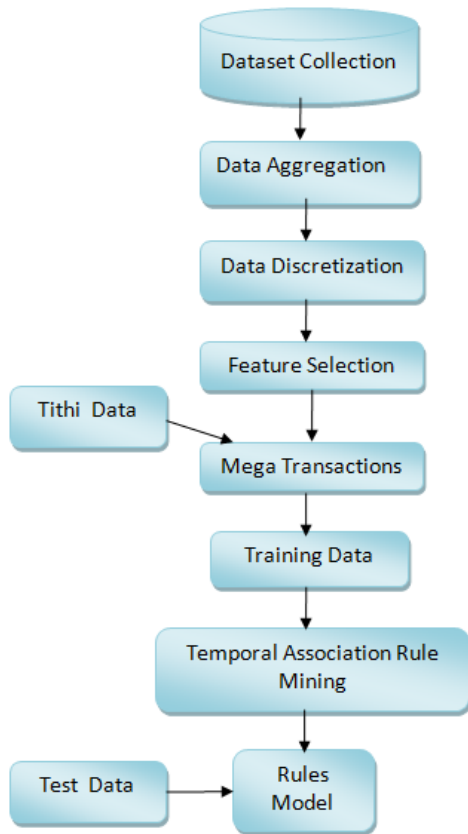 Dataset Collection
Data Aggregation
Data Discretization
Feature Selection
Tithi Data
Mega Transactions
Training Data
Temporal Association Rule
Mining
Test Data
Rules
Model